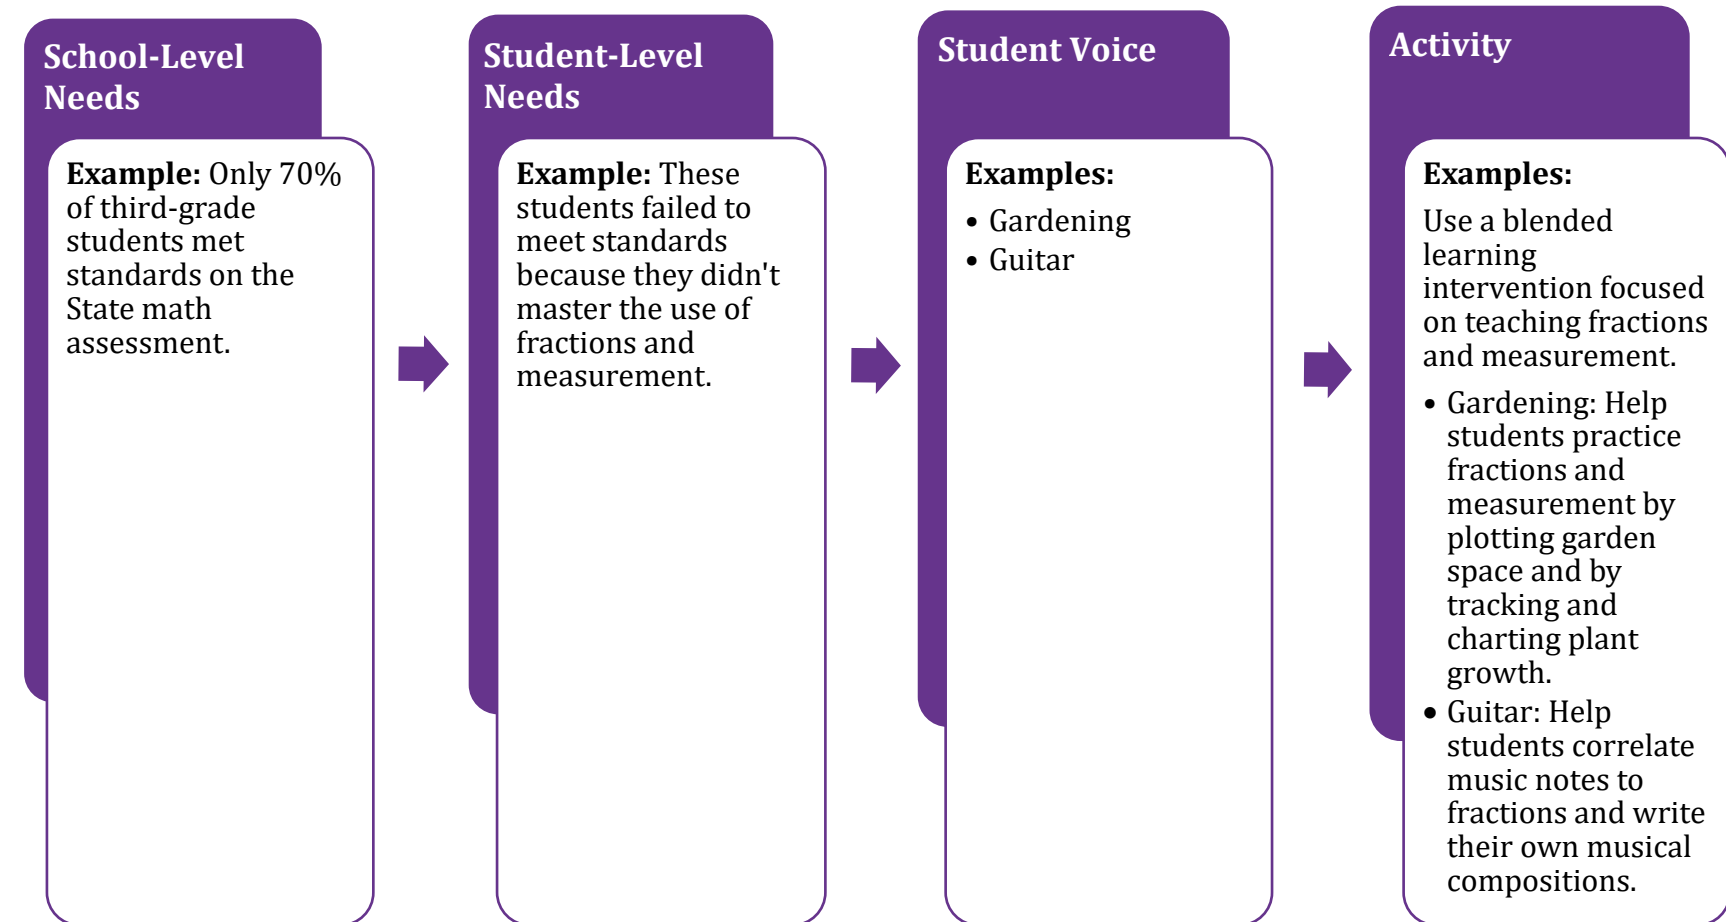 School-Level
Needs
Example: Only 70%
of third-grade
students met
standards on the
State math
assessment.
Student-Level
Needs
Example: These
students failed to
meet standards
because they didn't
master the use of
fractions and
measurement.
Student Voice
Examples:
• Gardening
• Guitar
Activity
Examples:
Use a blended
learning
intervention focused
on teaching fractions
and measurement.
• Gardening: Help
students practice
fractions and
measurement by
plotting garden
space and by
tracking and
charting plant
growth.
• Guitar: Help
students correlate
music notes to
fractions and write
their own musical
compositions.